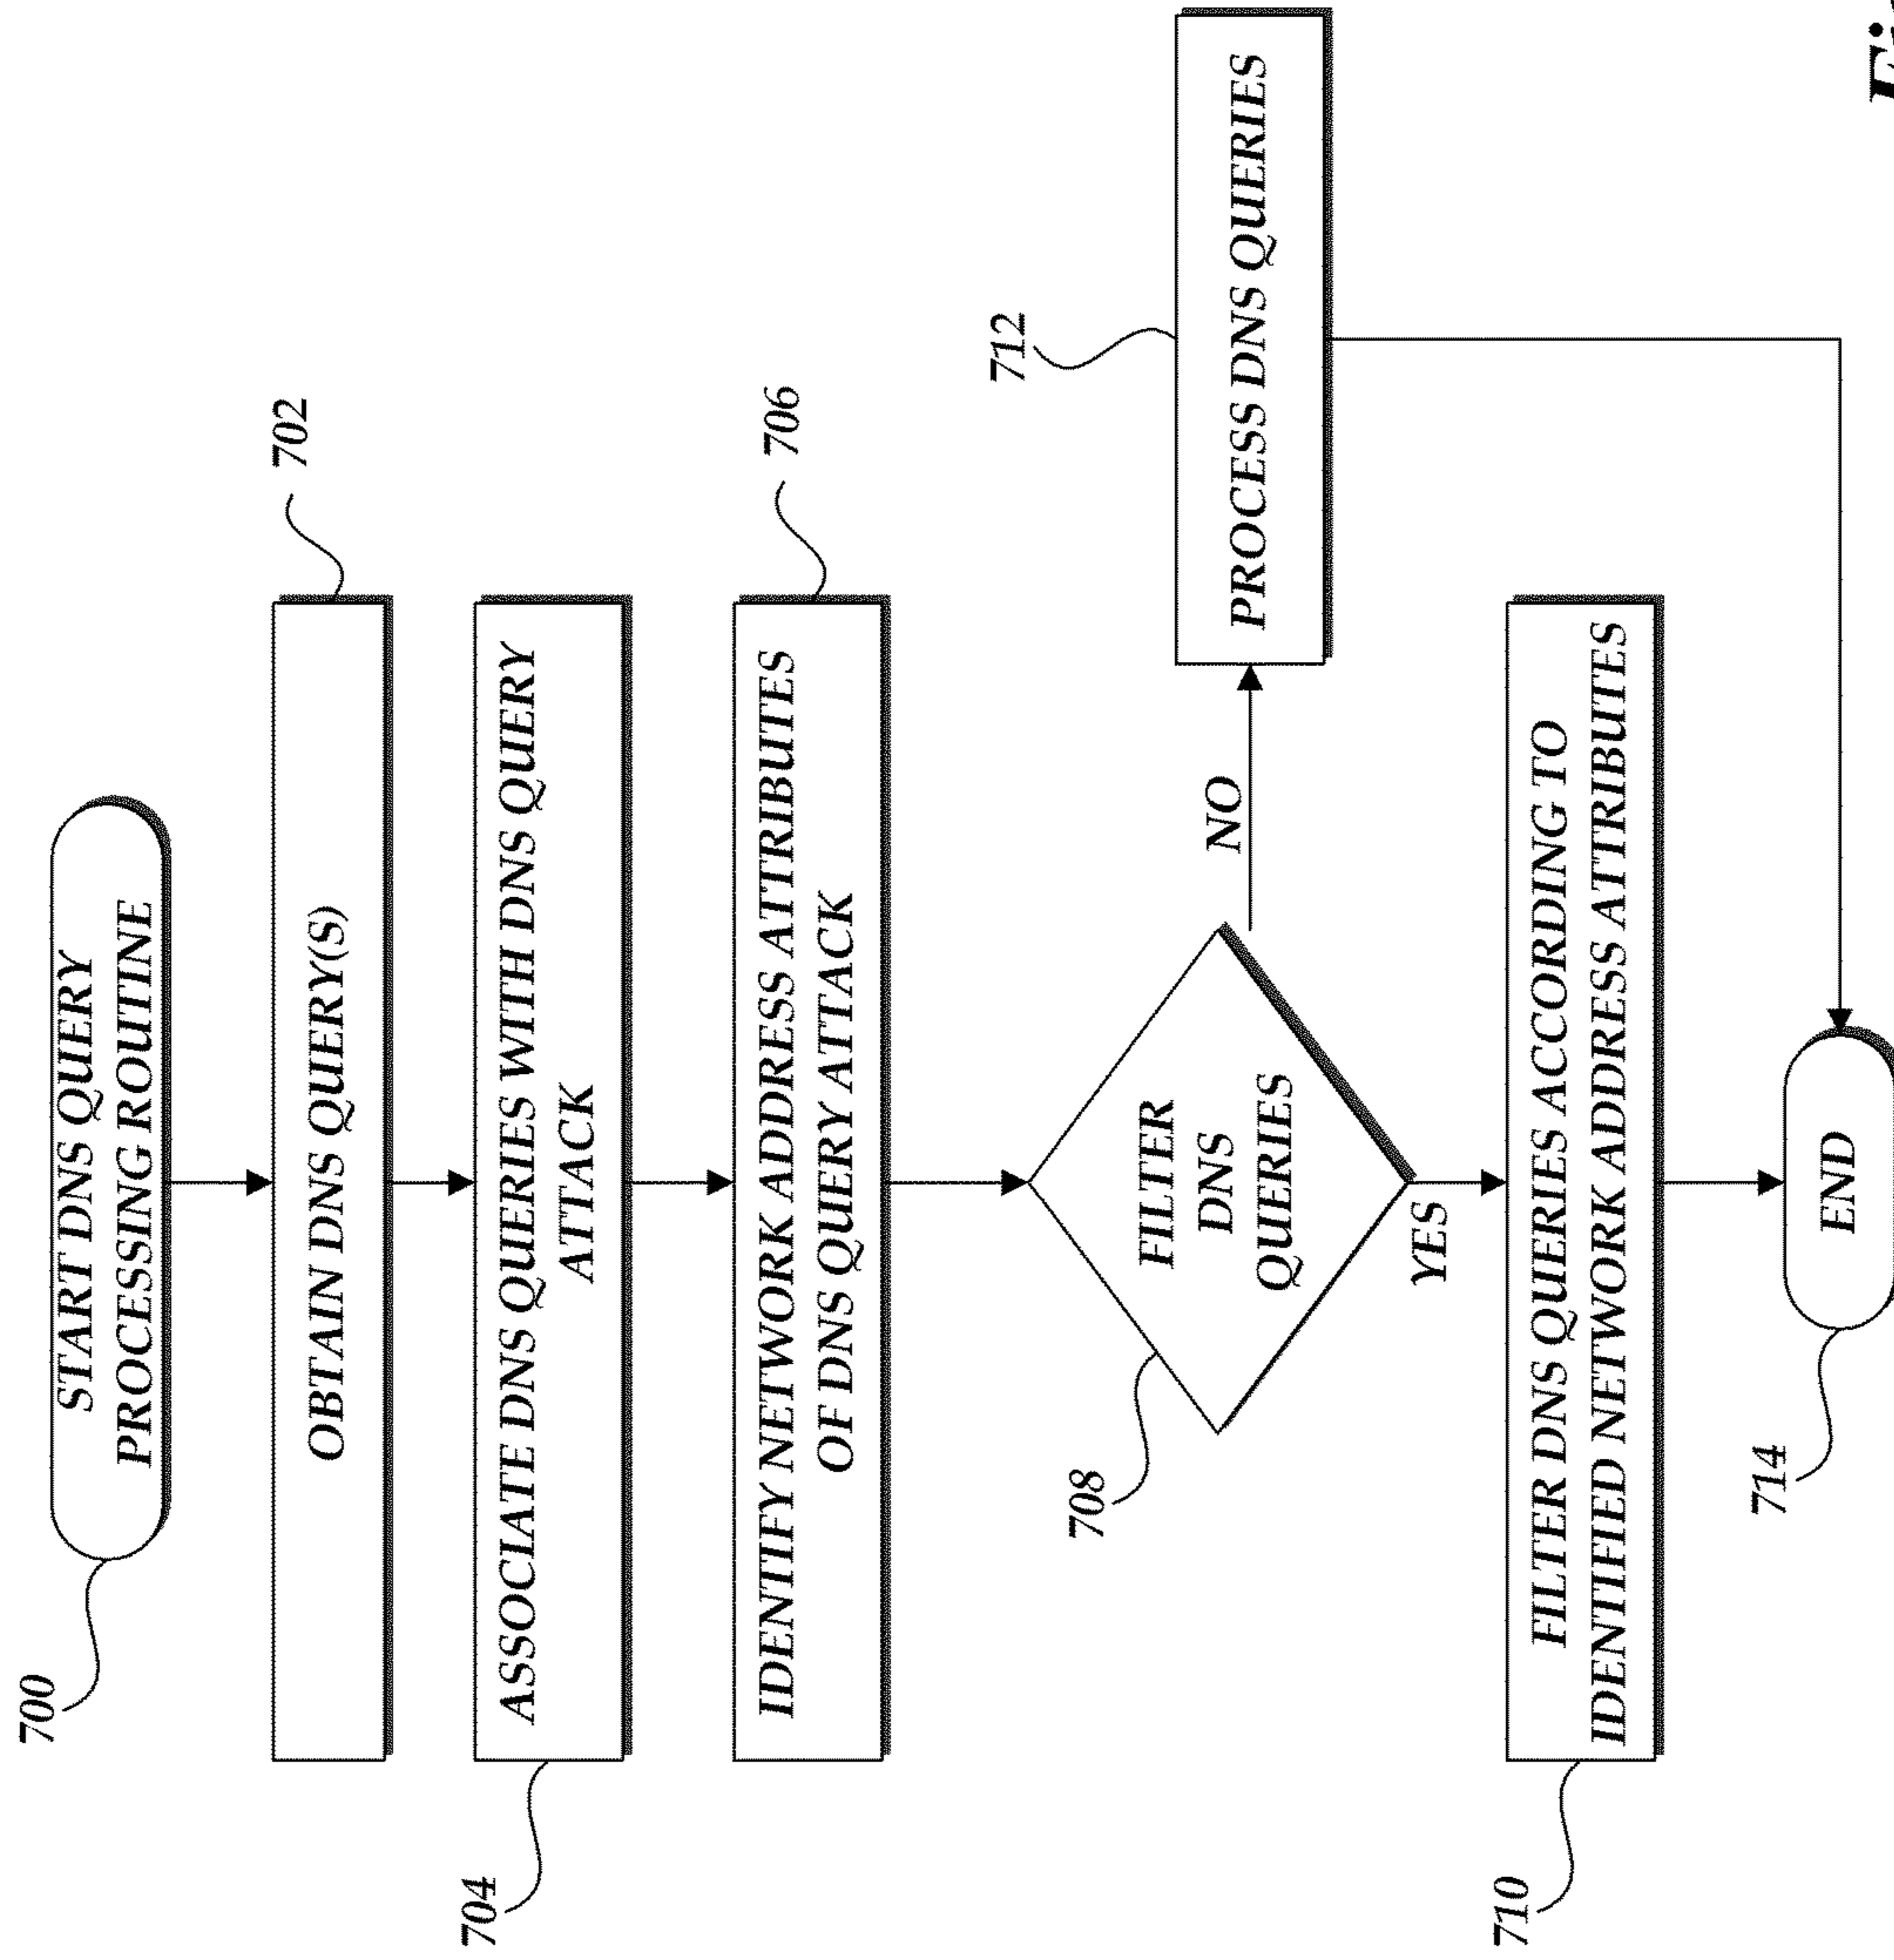 700
START DNS QUERY
PROCESSING ROUTINE
702
OBTAIN DNS QUERY(S)
704
ASSOCIATE DNS QUERIES WITH DNS QUERY
ATTACK
706
IDENTIFY NETWORK ADDRESS ATTRIBUTES
OF DNS QUERY ATTACK
708
FILTER
DNS
QUERIES
NO
712
PROCESS DNS QUERIES
YES
710
FILTER DNS QUERIES ACCORDING TO
IDENTIFIED NETWORK ADDRESS ATTRIBUTES
714
END